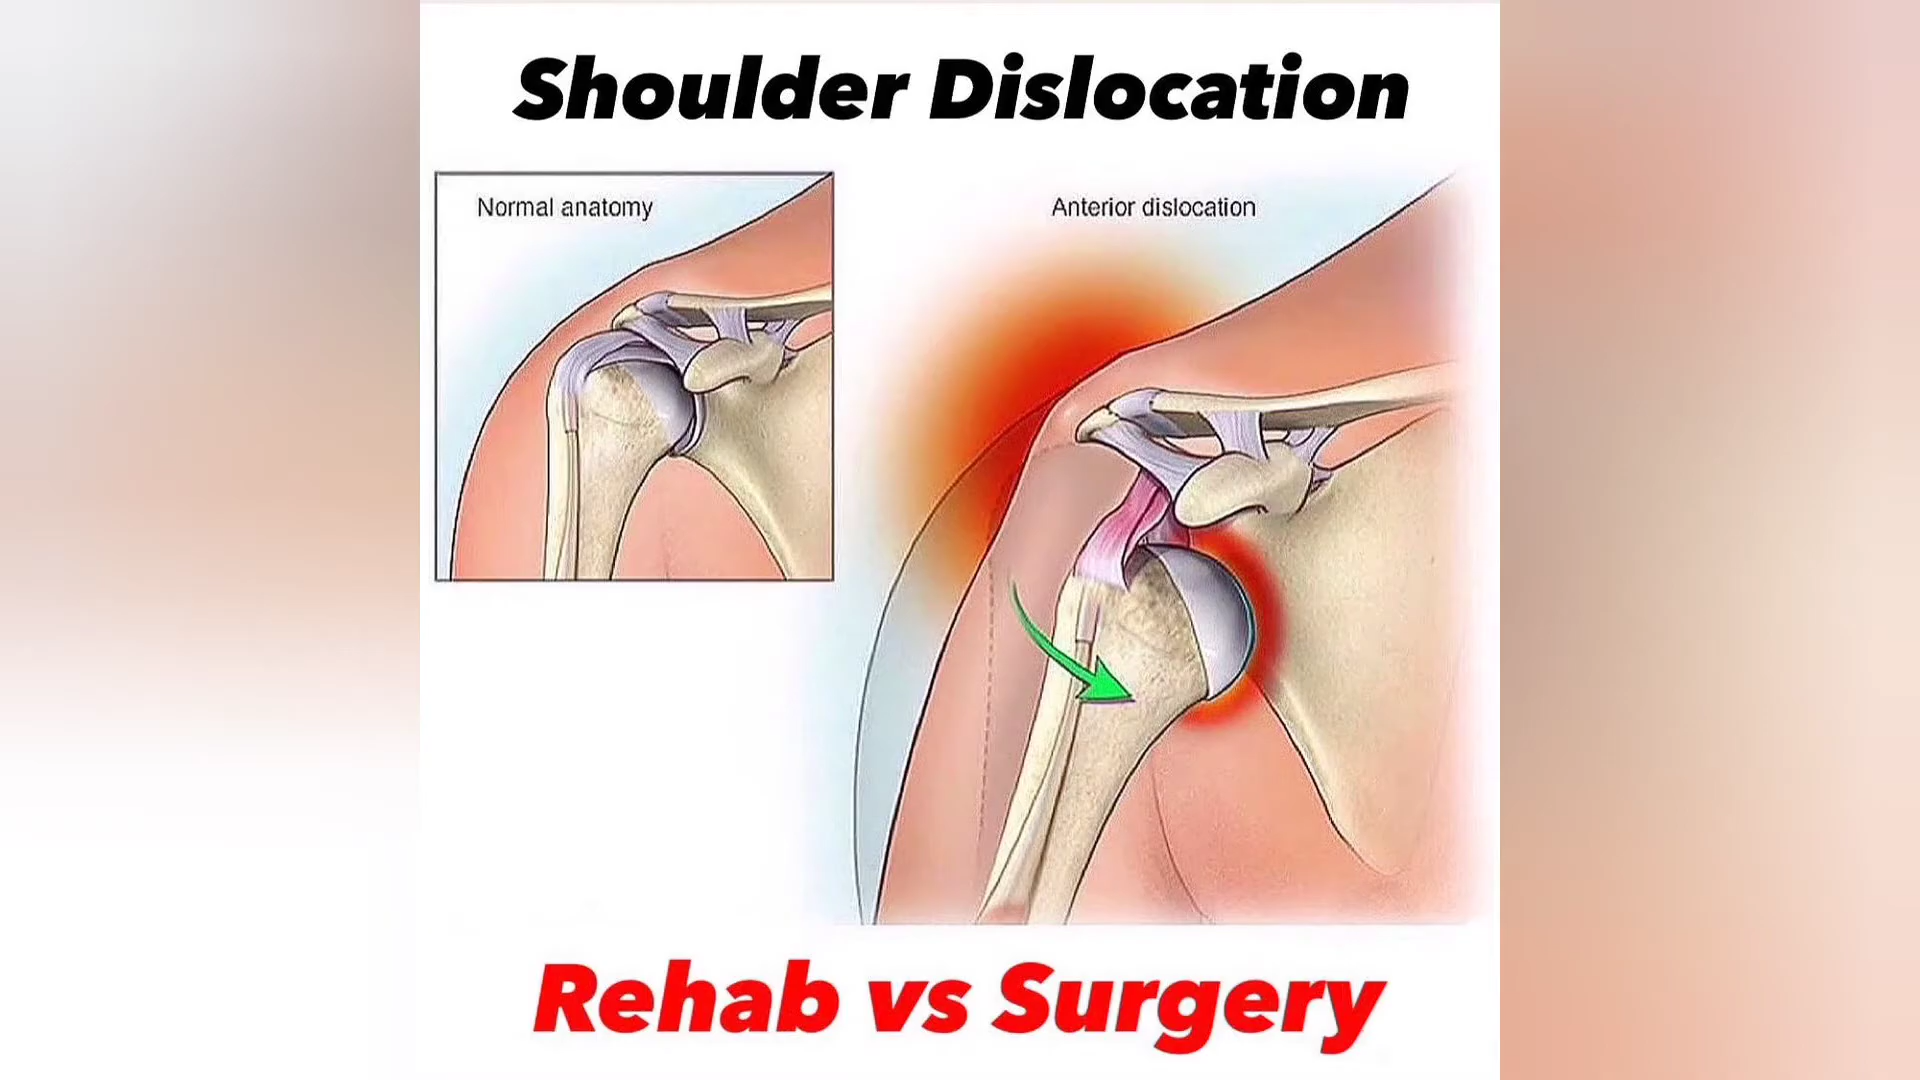 Shoulder Dislocation
Normal anatomy
Anterior dislocation
Rehab vs Surgery